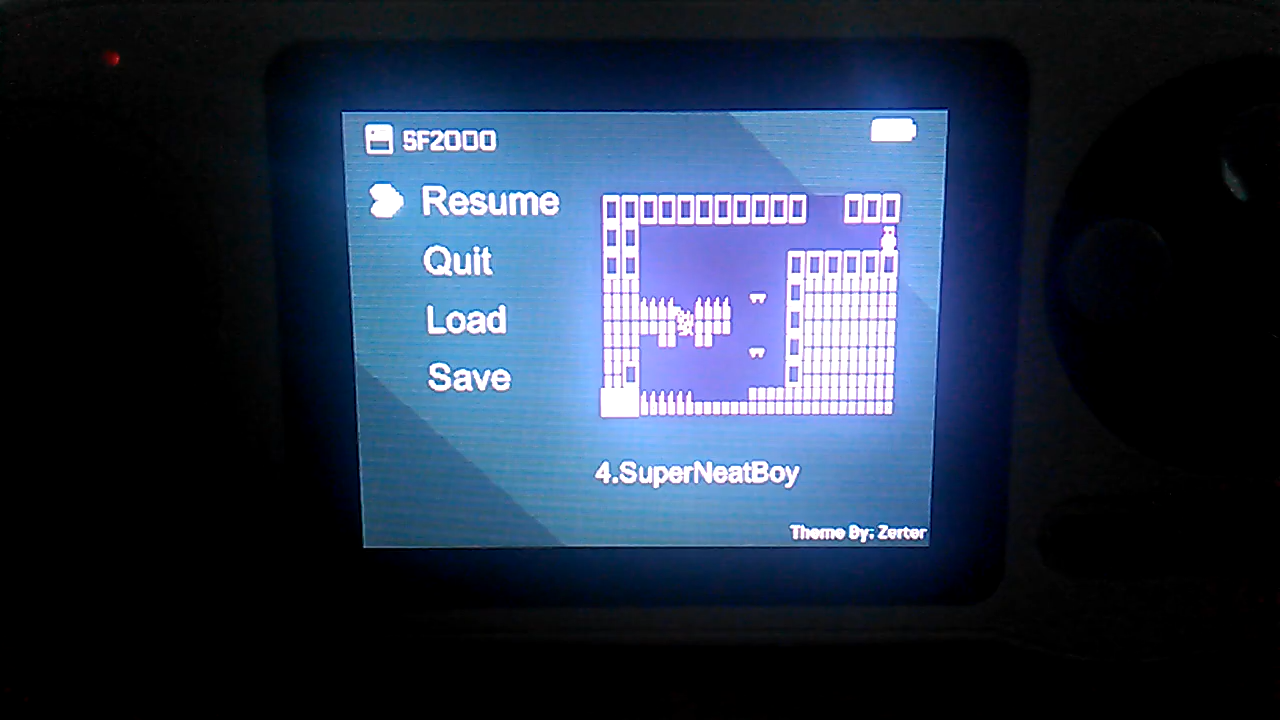 SF2000
Resume
Quit
Load
Save
4.SuperNeatBoy
Theme By: Zerter